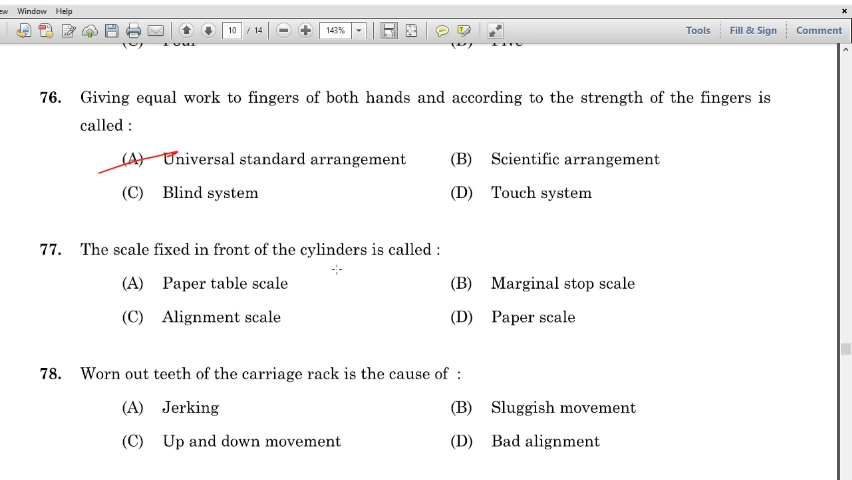 ew Window Help ×
10 / 14 143% Tools Fill & Sign Comment
(C) Four (D) Five
76. Giving equal work to fingers of both hands and according to the strength of the fingers is
called :
(A) Universal standard arrangement (B) Scientific arrangement
(C) Blind system (D) Touch system
77. The scale fixed in front of the cylinders is called :
(A) Paper table scale (B) Marginal stop scale
(C) Alignment scale (D) Paper scale
78. Worn out teeth of the carriage rack is the cause of :
(A) Jerking (B) Sluggish movement
(C) Up and down movement (D) Bad alignment